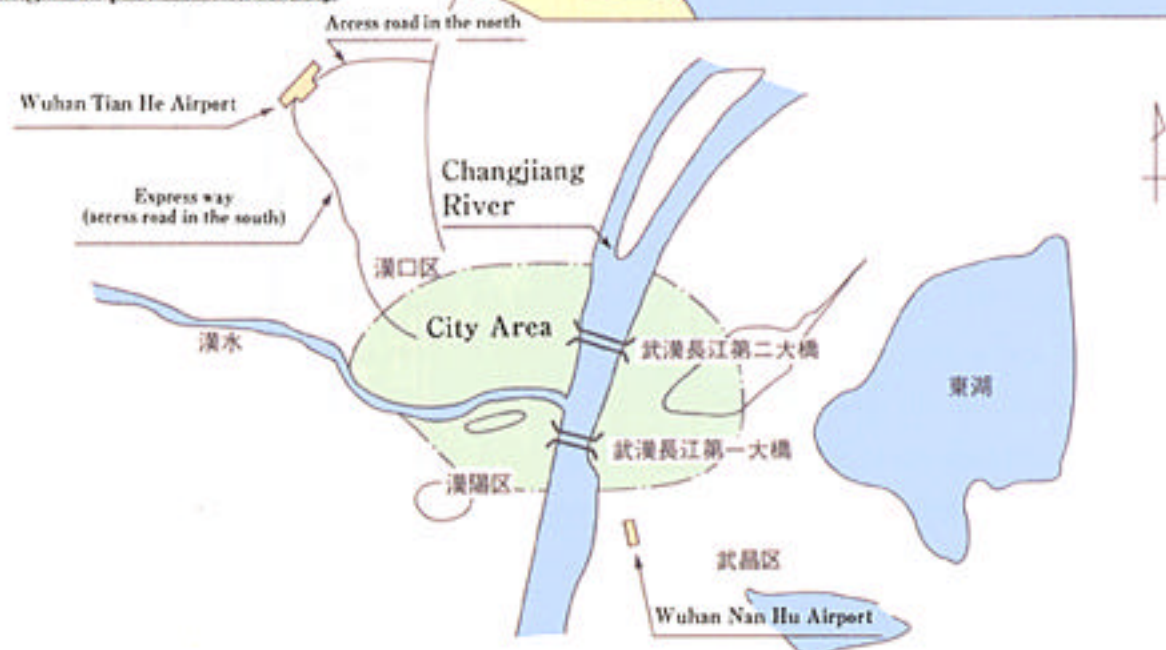 Access road in the north
Wuhan Tian He Airport
Changjiang
River
Express way
(access road in the south)
漢口区
City Area
漢水
武漢長江第二大橋
東湖
武漢長江第一大橋
漢陽区
武昌区
Wuhan Nan Hu Airport